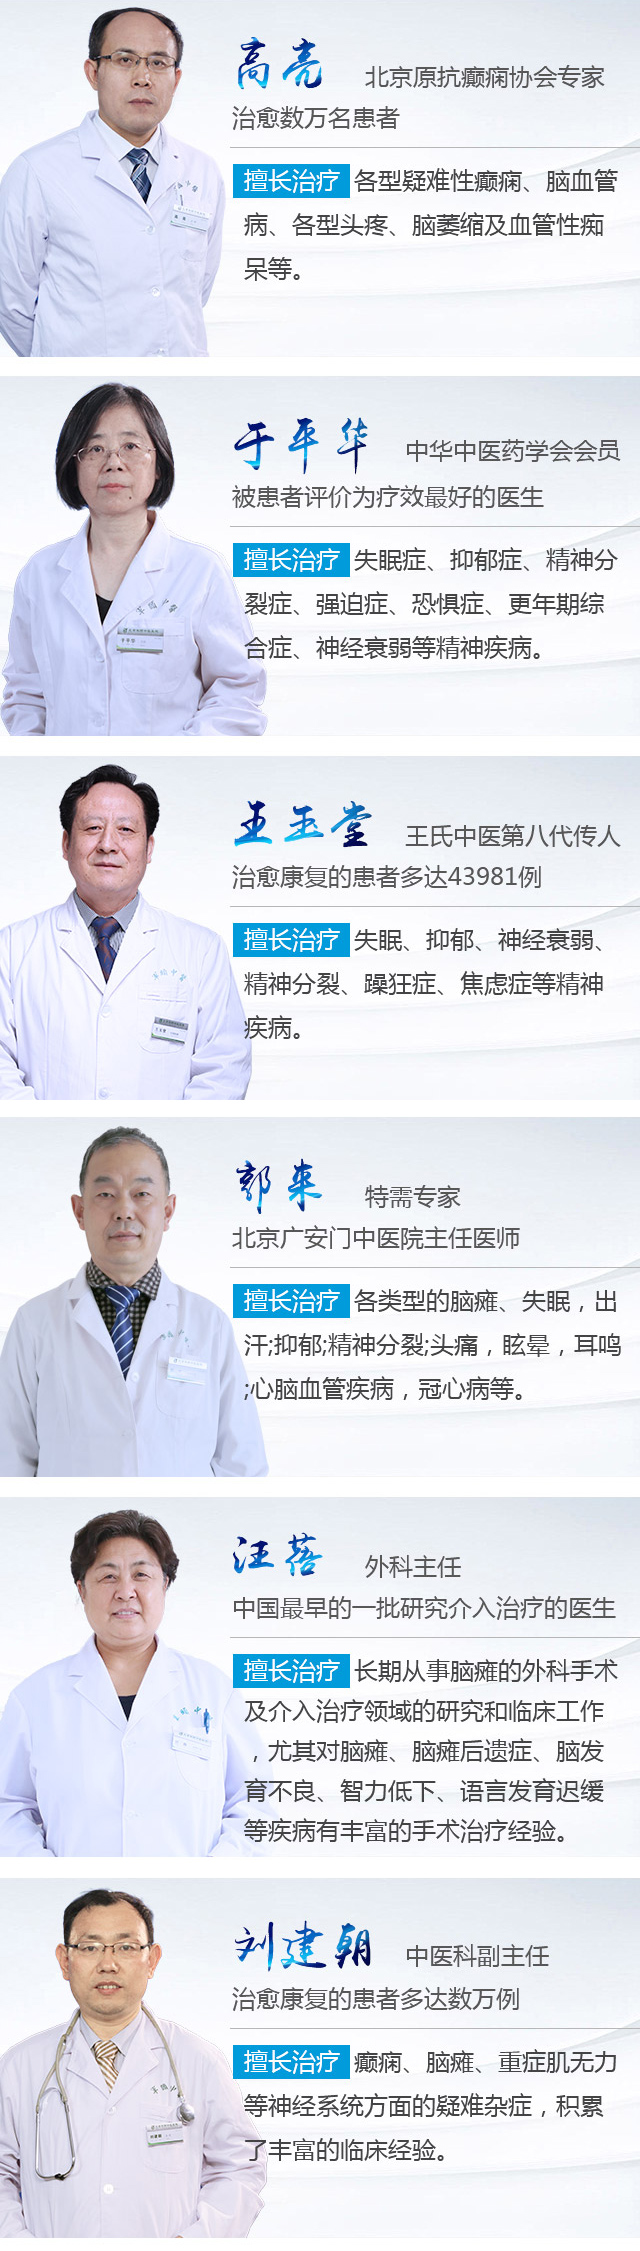 高亮 北京原抗癫痫协会专家
治愈数万名患者
擅长治疗 各型疑难性癫痫、脑血管
病、各型头疼、脑萎缩及血管性痴
呆等。
于平华 中华中医药学会会员
被患者评价为疗效最好的医生
擅长治疗 失眠症、抑郁症、精神分
裂症、强迫症、恐惧症、更年期综
合症、神经衰弱等精神疾病。
王玉堂 王氏中医第八代传人
治愈康复的患者多达43981例
擅长治疗 失眠、抑郁、神经衰弱、
精神分裂、躁狂症、焦虑症等精神
疾病。
郭来 特需专家
北京广安门中医院主任医师
擅长治疗 各类型的脑瘫、失眠，出
汗;抑郁;精神分裂;头痛，眩晕，耳鸣
;心脑血管疾病，冠心病等。
汪蓓 外科主任
中国最早的一批研究介入治疗的医生
擅长治疗 长期从事脑瘫的外科手术
及介入治疗领域的研究和临床工作
，尤其对脑瘫、脑瘫后遗症、脑发
育不良、智力低下、语言发育迟缓
等疾病有丰富的手术治疗经验。
刘建朝 中医科副主任
治愈康复的患者多达数万例
擅长治疗 癫痫、脑瘫、重症肌无力
等神经系统方面的疑难杂症，积累
了丰富的临床经验。